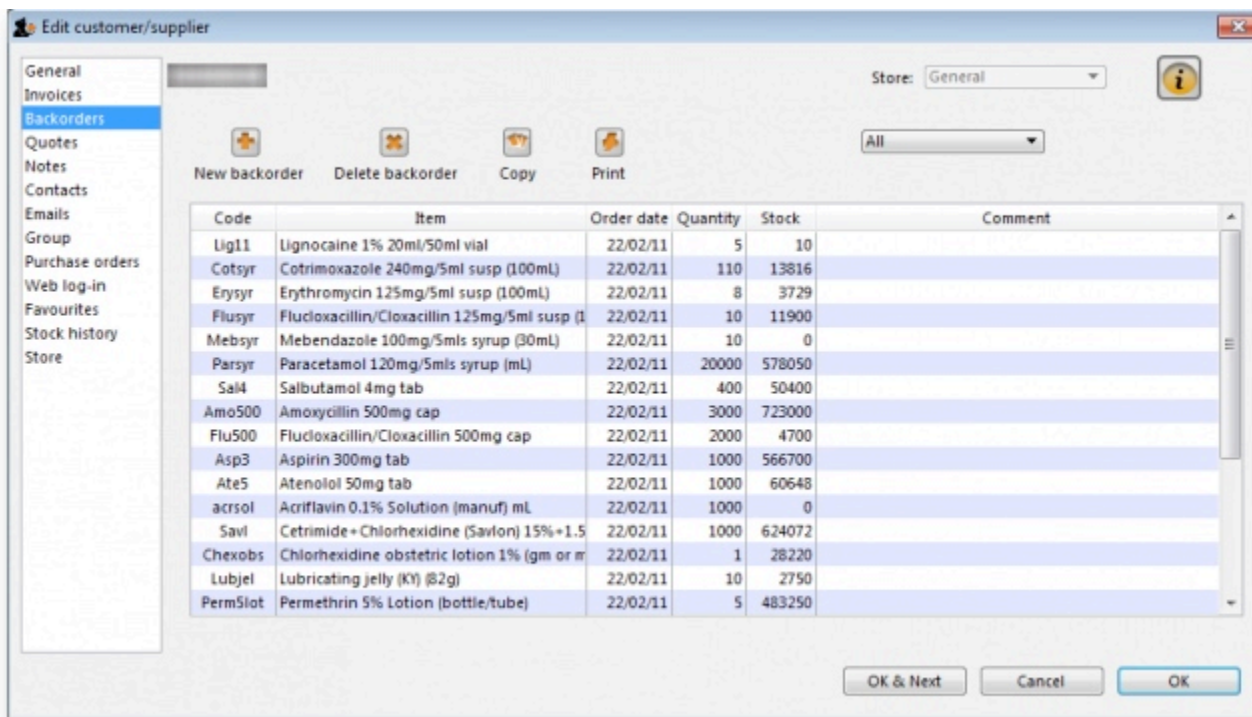 Edit customer/supplier
General
Invoices
Backorders
Quotes
Notes
Contacts
Emails
Group
Purchase orders
Web log-in
Favourites
Stock history
Store
Store: General
All
New backorder Delete backorder Copy Print
Code Item Order date Quantity Stock Comment
Lig11 Lignocaine 1% 20ml/50ml vial 22/02/11 5 10
Cotsyr Cotrimoxazole 240mg/5ml susp (100mL) 22/02/11 110 13816
Erysyr Erythromycin 125mg/5ml susp (100mL) 22/02/11 8 3729
Flusyr Flucloxacillin/Cloxacillin 125mg/5ml susp (1 22/02/11 10 11900
Mebsyr Mebendazole 100mg/5mls syrup (30mL) 22/02/11 10 0
Parsyr Paracetamol 120mg/5mls syrup (mL) 22/02/11 20000 578050
Sal4 Salbutamol 4mg tab 22/02/11 400 50400
Amo500 Amoxycillin 500mg cap 22/02/11 3000 723000
Flu500 Flucloxacillin/Cloxacillin 500mg cap 22/02/11 2000 4700
Asp3 Aspirin 300mg tab 22/02/11 1000 566700
Ate5 Atenolol 50mg tab 22/02/11 1000 60648
acrsol Acriflavin 0.1% Solution (manuf) mL 22/02/11 1000 0
Savl Cetrimide+Chlorhexidine (Savlon) 15%+1.5 22/02/11 1000 624072
Chexobs Chlorhexidine obstetric lotion 1% (gm or m 22/02/11 1 28220
Lubjel Lubricating jelly (KY) (82g) 22/02/11 10 2750
Perm5lot Permethrin 5% Lotion (bottle/tube) 22/02/11 5 483250
OK & Next Cancel OK